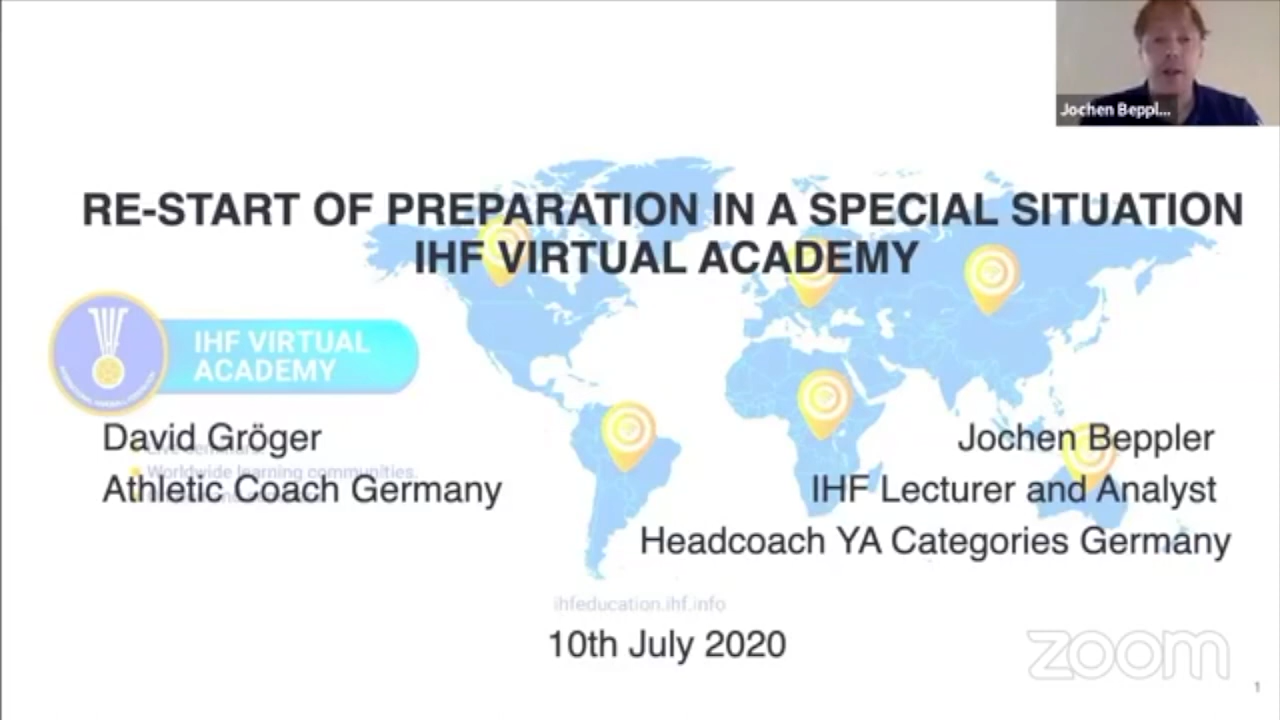 Jochen Beppl...
RE-START OF PREPARATION IN A SPECIAL SITUATION
IHF VIRTUAL ACADEMY
IHF VIRTUAL
ACADEMY
David Gröger
Jochen Beppler
Worldwide learning communities.
Athletic Coach Germany
IHF Lecturer and Analyst
Headcoach YA Categories Germany
ihfeducation.ihf.info
10th July 2020
zoom
1